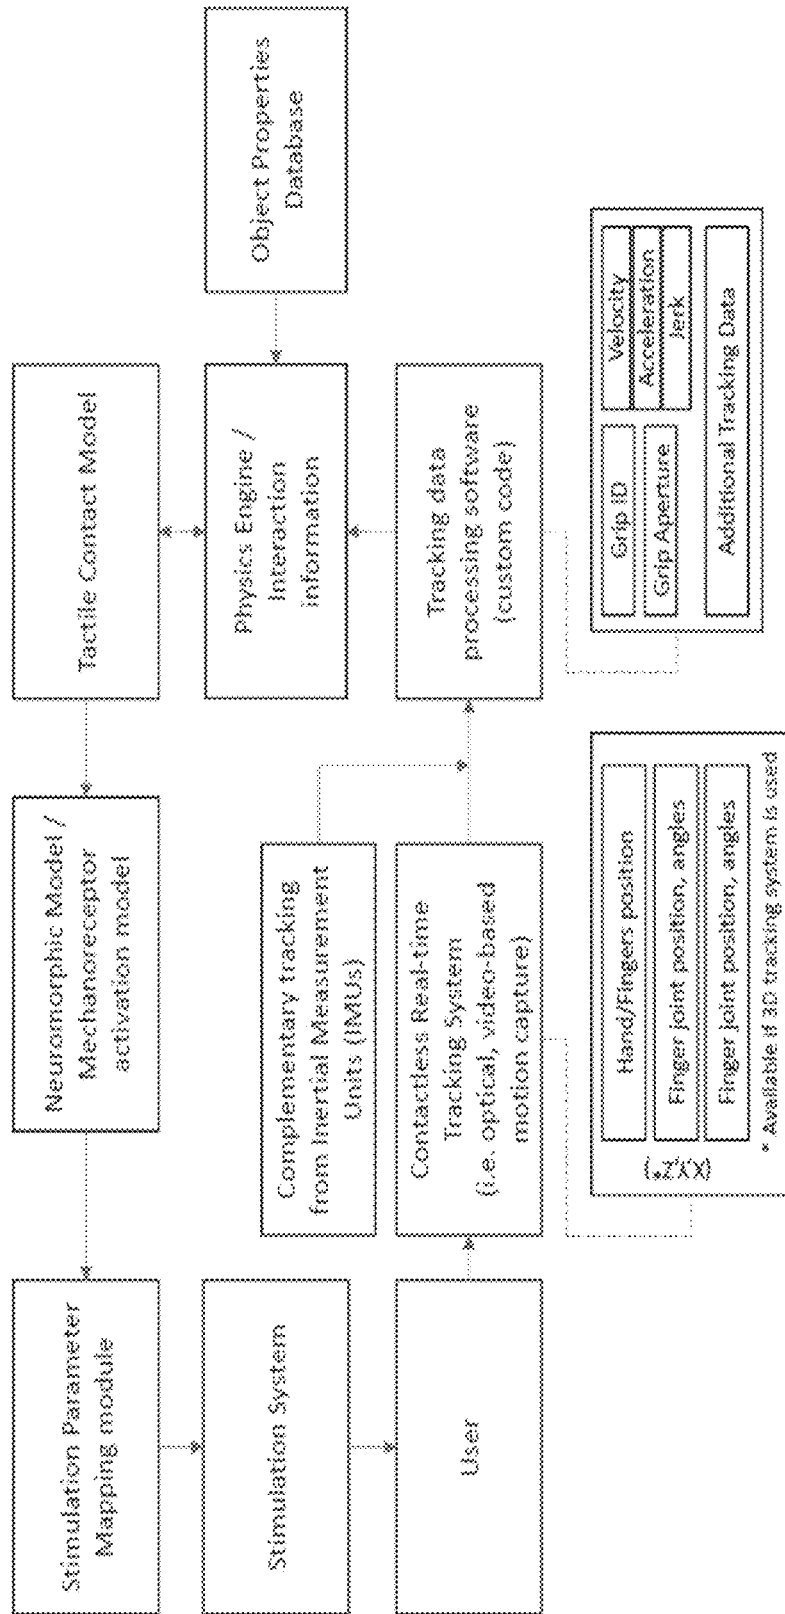 Stimulation Parameter
Mapping module
Neuromorphic Model /
Mechanoreceptor
activation model
Tactile Contact Model
Stimulation System
Physics Engine /
Interaction
information
Object Properties
Database
Complementary tracking
from Inertial Measurement
Units (IMUs)
User
Contactless Real-time
Tracking System
(i.e. optical, video-based
motion capture)
Tracking data
processing software
(custom code)
(X,Y,Z*)
Hand/Fingers position
Finger joint position, angles
Finger joint position, angles
* Available if 3D tracking system is used
Grip ID
Grip Aperture
Velocity
Acceleration
Jerk
Additional Tracking Data